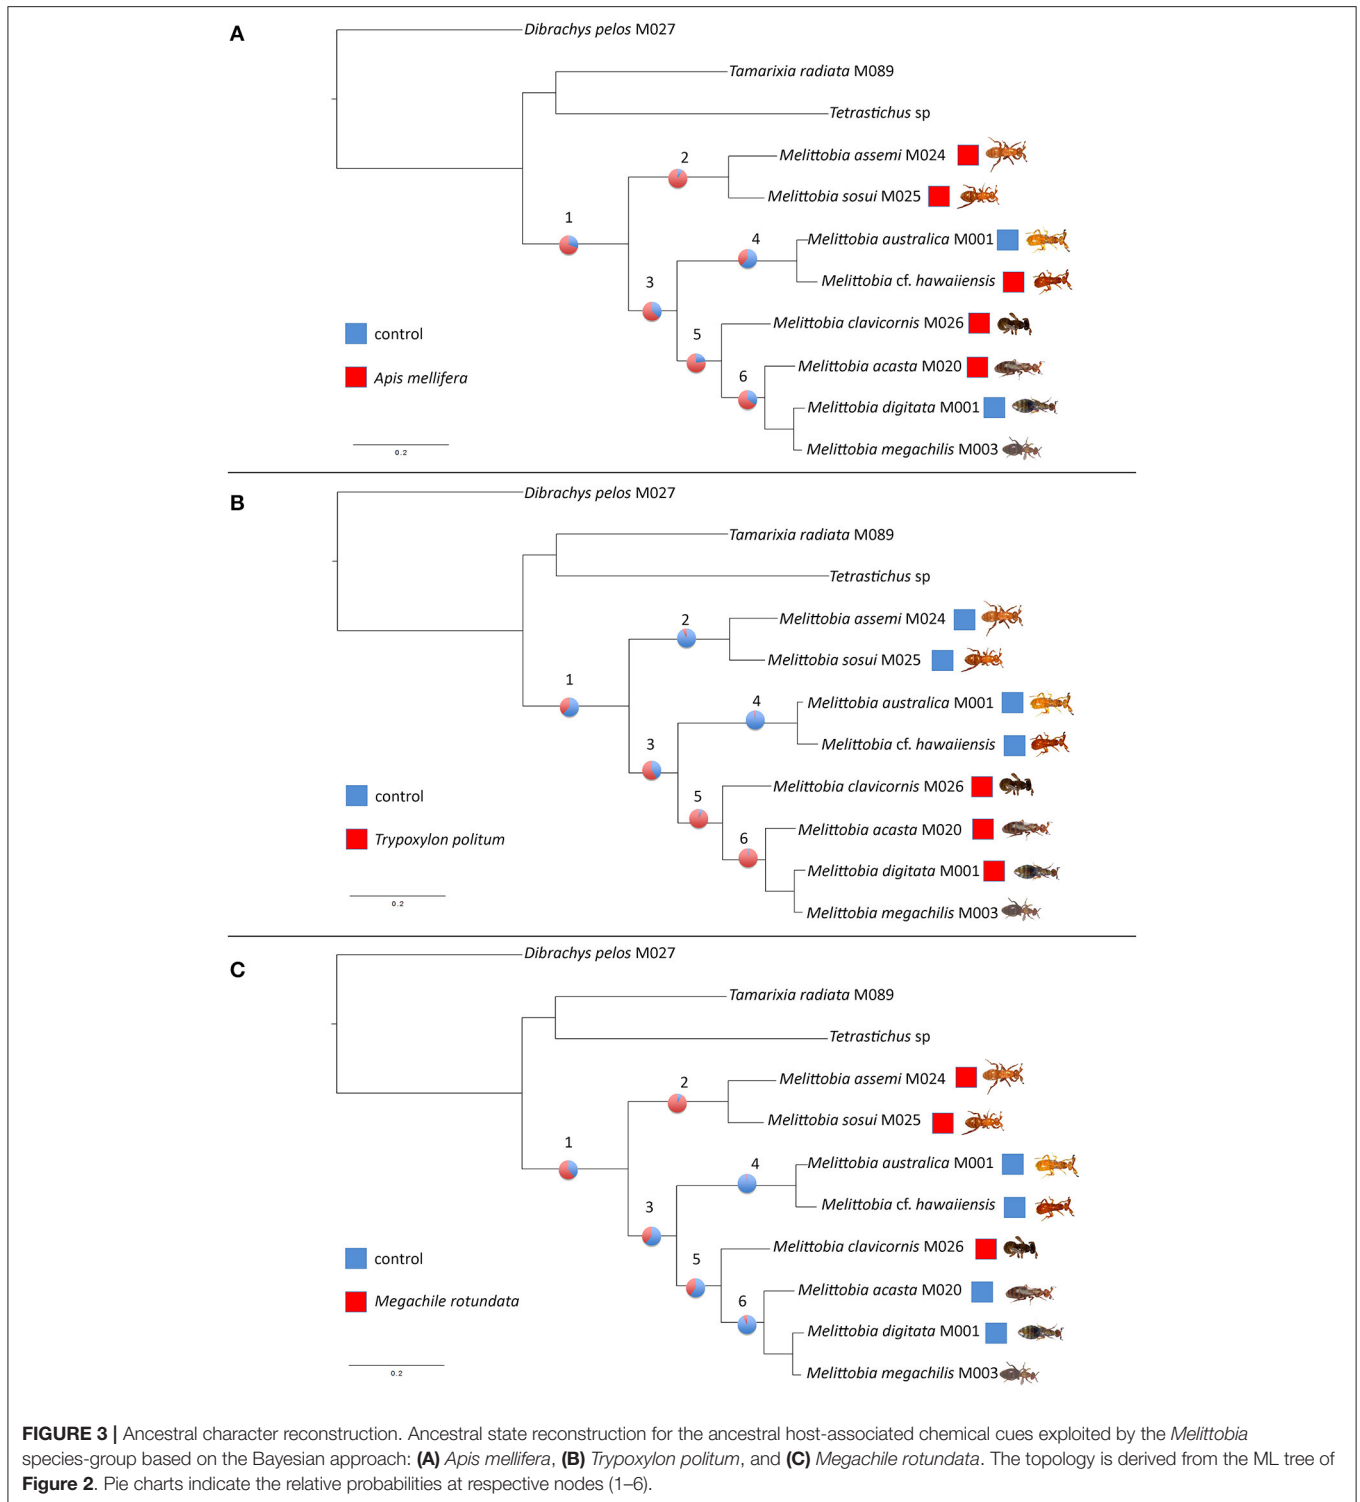 A
Dibrachys pelos M027
Tamarixia radiata M089
Tetrastichus sp
2
Melittobia assemi M024
Melittobia sosui M025
1
4
Melittobia australica M001
3
Melittobia cf. hawaiiensis
control
5
Melittobia clavicornis M026
Apis mellifera
6
Melittobia acasta M020
Melittobia digitata M001
0.2
Melittobia megachilis M003
B
Dibrachys pelos M027
Tamarixia radiata M089
Tetrastichus sp
2
Melittobia assemi M024
Melittobia sosui M025
1
4
Melittobia australica M001
3
Melittobia cf. hawaiiensis
control
5
Melittobia clavicornis M026
Trypoxylon politum
6
Melittobia acasta M020
Melittobia digitata M001
0.2
Melittobia megachilis M003
C
Dibrachys pelos M027
Tamarixia radiata M089
Tetrastichus sp
2
Melittobia assemi M024
Melittobia sosui M025
1
4
Melittobia australica M001
3
Melittobia cf. hawaiiensis
control
5
Melittobia clavicornis M026
Megachile rotundata
6
Melittobia acasta M020
Melittobia digitata M001
0.2
Melittobia megachilis M003
FIGURE 3 | Ancestral character reconstruction. Ancestral state reconstruction for the ancestral host-associated chemical cues exploited by the Melittobia
species-group based on the Bayesian approach: (A) Apis mellifera, (B) Trypoxylon politum, and (C) Megachile rotundata. The topology is derived from the ML tree of
Figure 2. Pie charts indicate the relative probabilities at respective nodes (1–6).